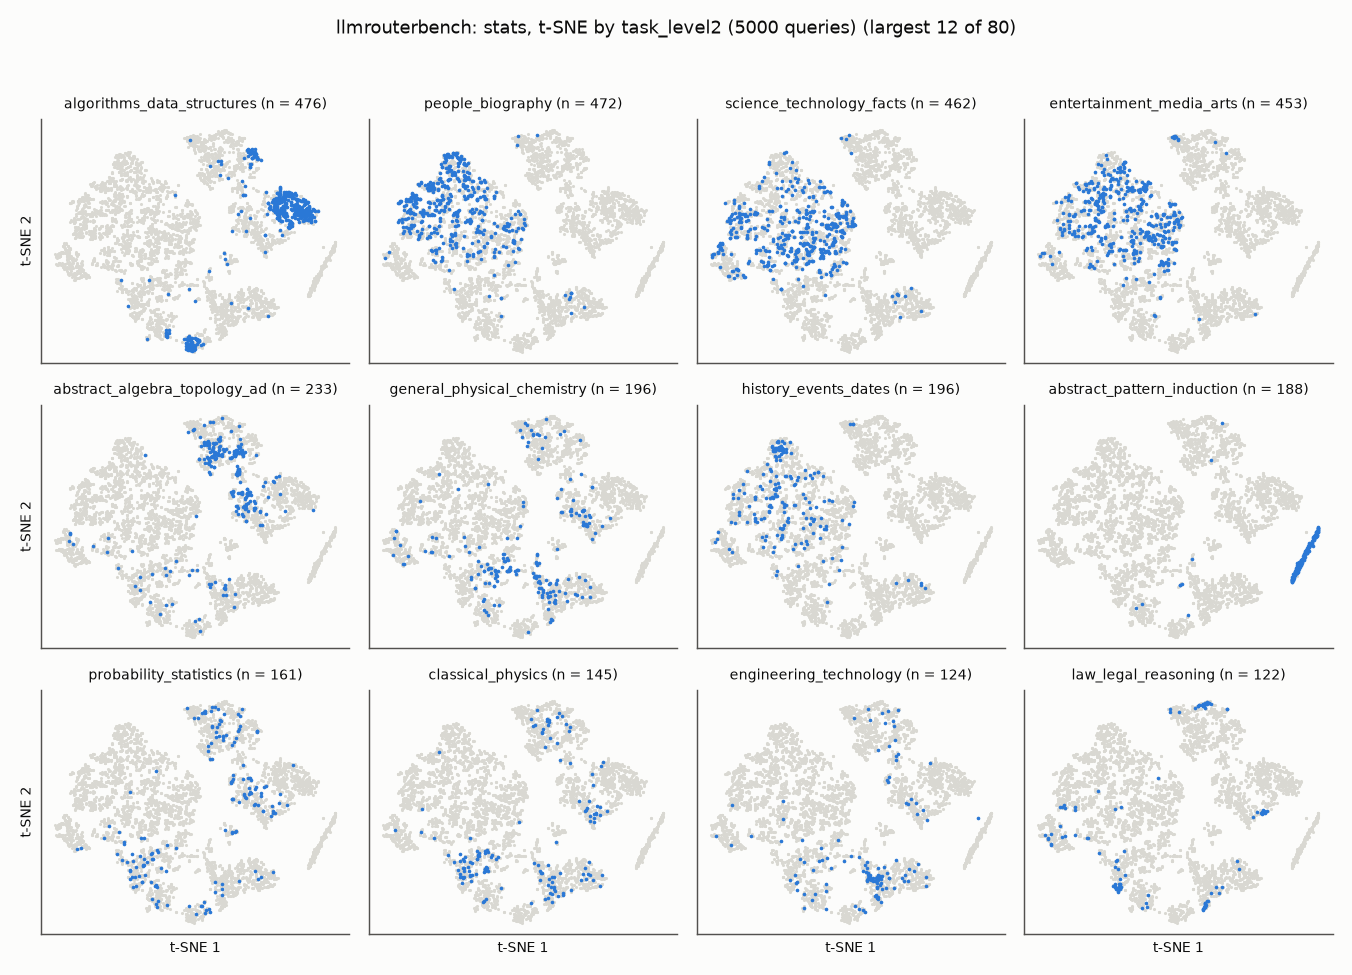 llmrouterbench: stats, t-SNE by task_level2 (5000 queries) (largest 12 of 80)
algorithms_data_structures (n = 476)
people_biography (n = 472)
science_technology_facts (n = 462)
entertainment_media_arts (n = 453)
t-SNE 2
abstract_algebra_topology_ad (n = 233)
general_physical_chemistry (n = 196)
history_events_dates (n = 196)
abstract_pattern_induction (n = 188)
t-SNE 2
probability_statistics (n = 161)
classical_physics (n = 145)
engineering_technology (n = 124)
law_legal_reasoning (n = 122)
t-SNE 2
t-SNE 1
t-SNE 1
t-SNE 1
t-SNE 1